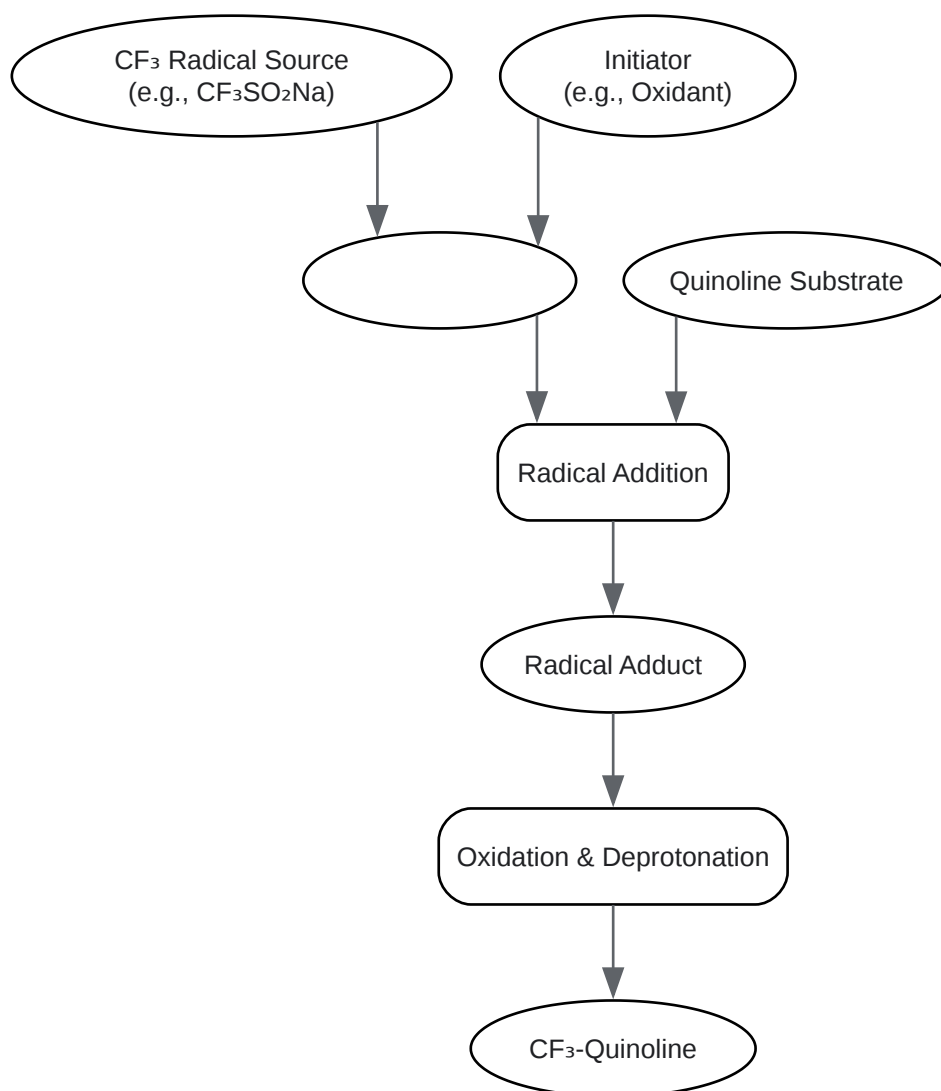 CF₃ Radical Source
(e.g., CF₃SO₂Na)
Initiator
(e.g., Oxidant)
Quinoline Substrate
Radical Addition
Radical Adduct
Oxidation & Deprotonation
CF₃-Quinoline